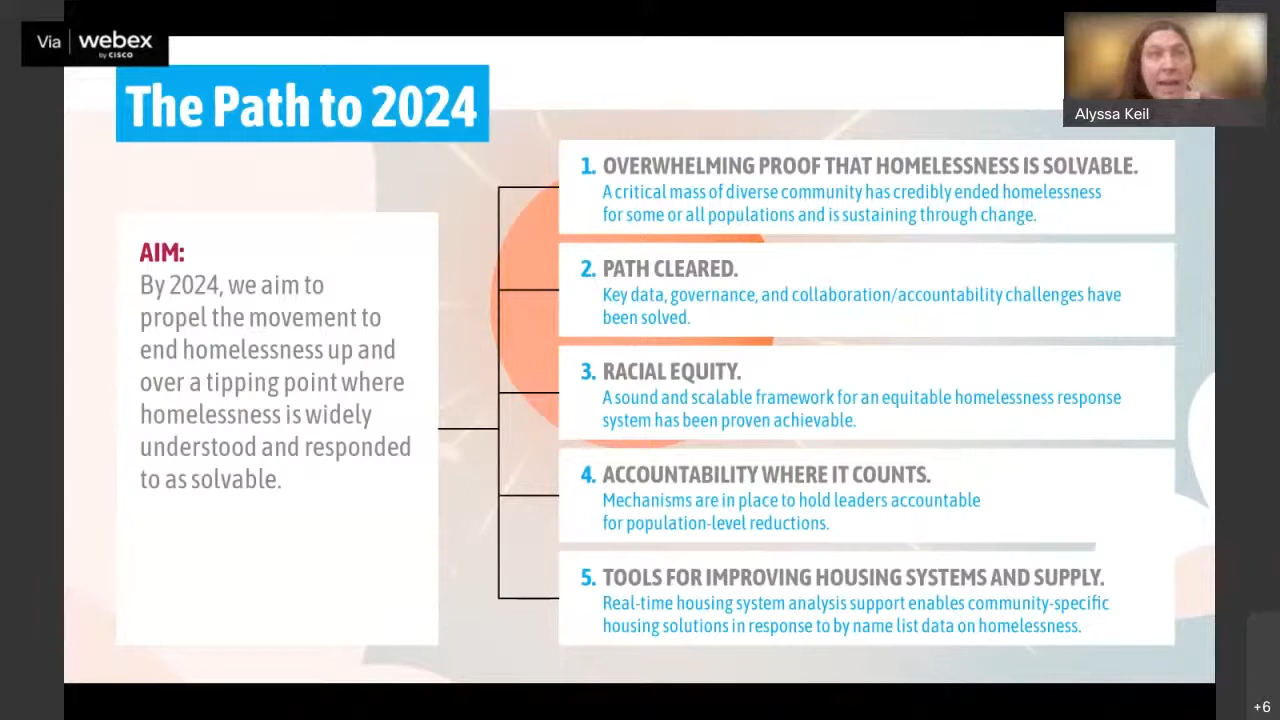 Via webex
by CISCO
Alyssa Keil
The Path to 2024
AIM:
By 2024, we aim to
propel the movement to
end homelessness up and
over a tipping point where
homelessness is widely
understood and responded
to as solvable.
1. OVERWHELMING PROOF THAT HOMELESSNESS IS SOLVABLE.
A critical mass of diverse community has credibly ended homelessness
for some or all populations and is sustaining through change.
2. PATH CLEARED.
Key data, governance, and collaboration/accountability challenges have
been solved.
3. RACIAL EQUITY.
A sound and scalable framework for an equitable homelessness response
system has been proven achievable.
4. ACCOUNTABILITY WHERE IT COUNTS.
Mechanisms are in place to hold leaders accountable
for population-level reductions.
5. TOOLS FOR IMPROVING HOUSING SYSTEMS AND SUPPLY.
Real-time housing system analysis support enables community-specific
housing solutions in response to by name list data on homelessness.
+6